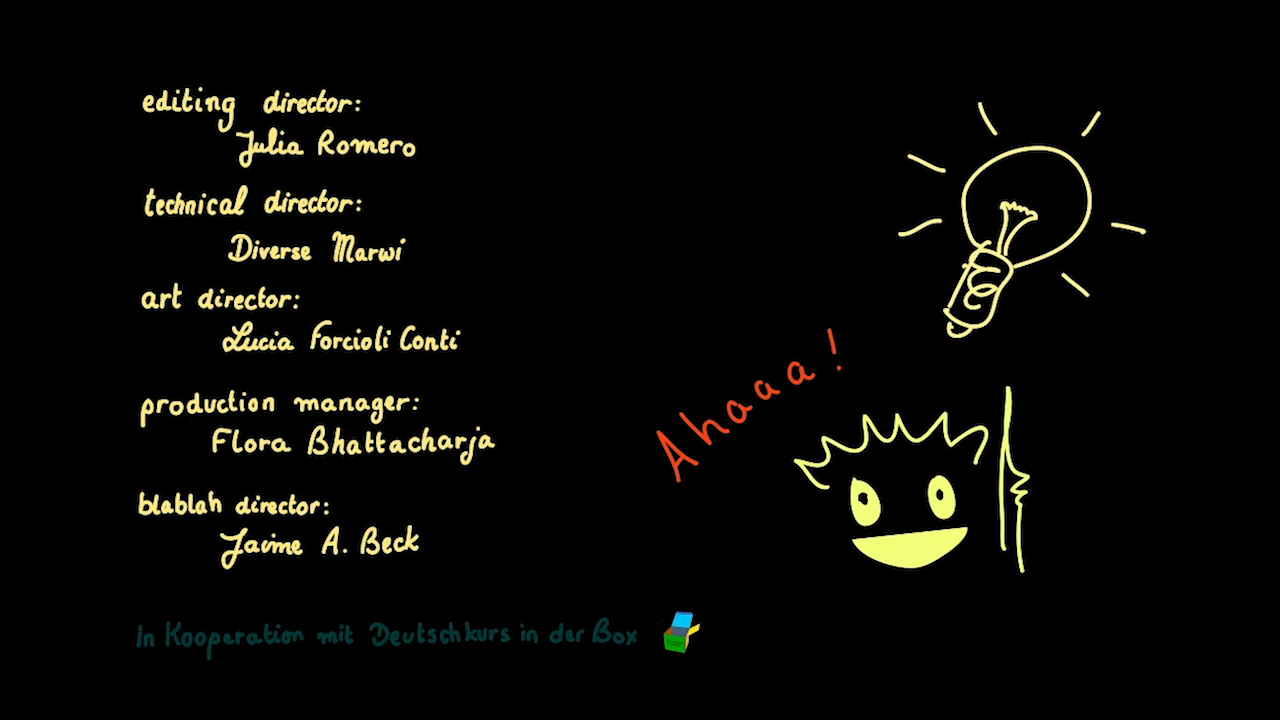 editing director:
Julia Romero
technical director:
Diverse Marwi
art director:
Lucia Forcioli Conti
production manager:
Flora Bhattacharja
blablah director:
Jaime A. Beck
in Kooperation mit Deutschkurs in der Box
Ahaaa!